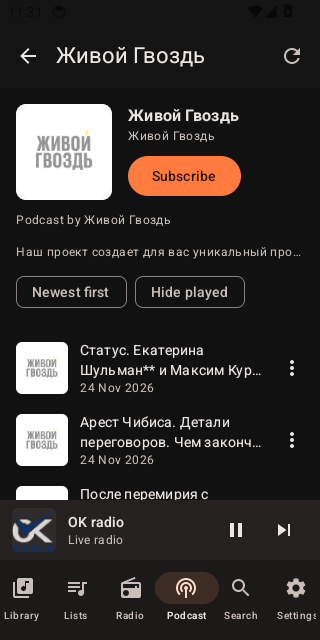 11:31
Живой Гвоздь
ЖИВОЙ
ГВОЗДЬ
Живой Гвоздь
Живой Гвоздь
Subscribe
Podcast by Живой Гвоздь
Наш проект создает для вас уникальный про…
Newest first
Hide played
ЖИВОЙ
ГВОЗДЬ
Статус. Екатерина
Шульман** и Максим Кур…
24 Nov 2026
ЖИВОЙ
ГВОЗДЬ
Арест Чибиса. Детали
переговоров. Чем законч…
24 Nov 2026
После перемирия с
OK
OK radio
Live radio
Library
Lists
Radio
Podcast
Search
Settings